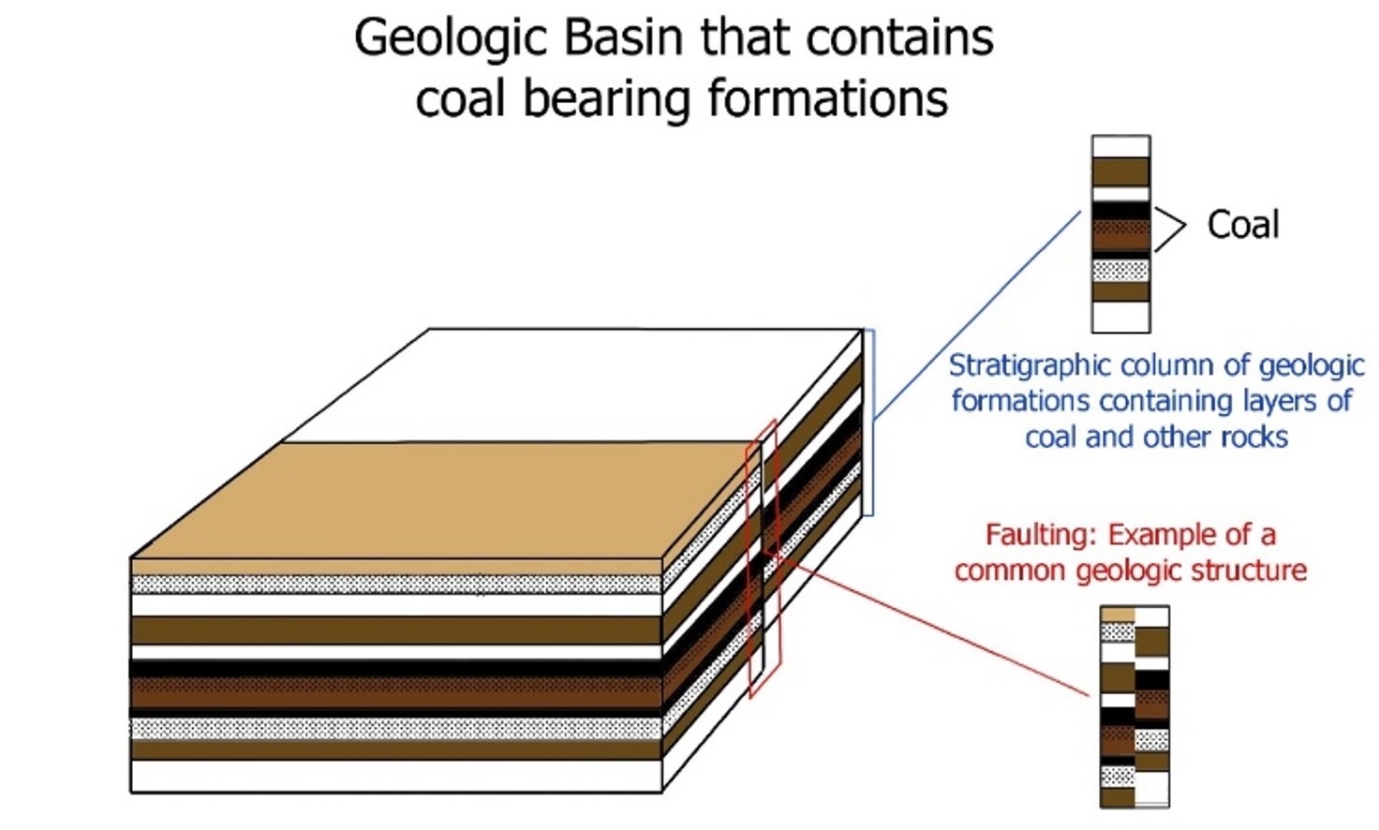 Geologic Basin that contains
coal bearing formations
Coal
Stratigraphic column of geologic
formations containing layers of
coal and other rocks
Faulting: Example of a
common geologic structure